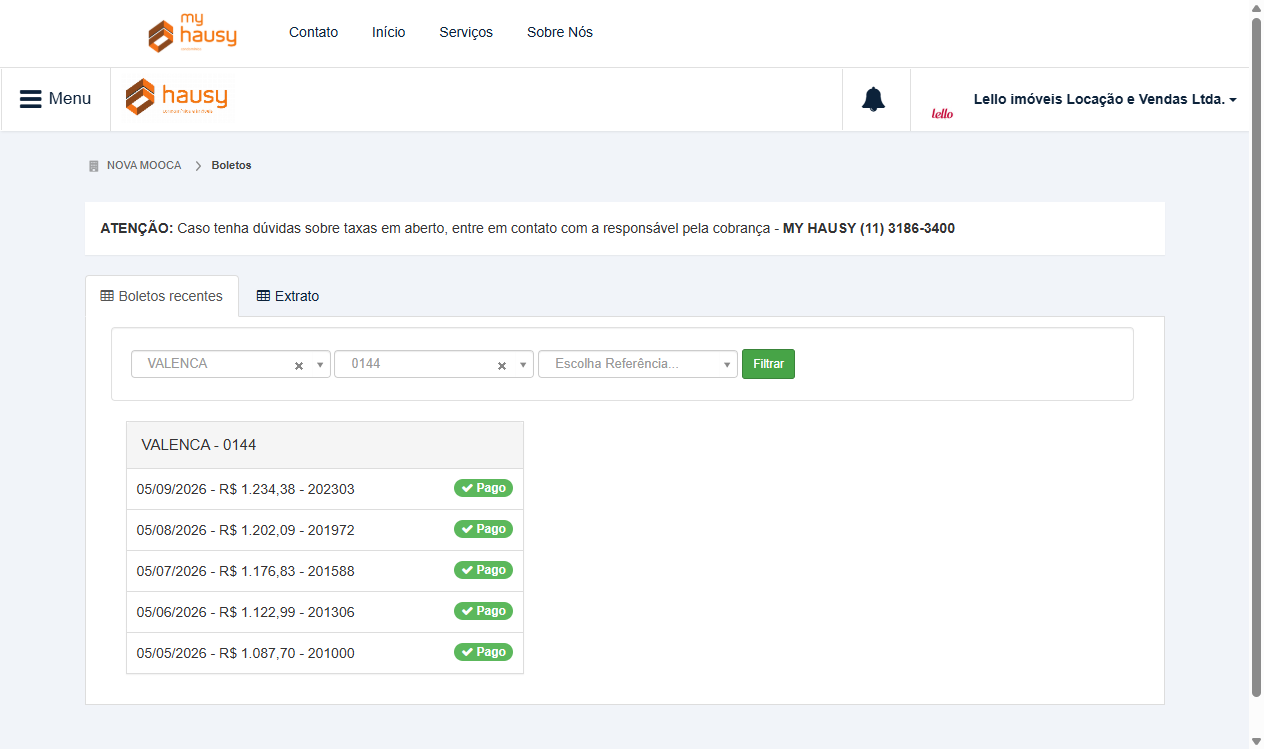 my
hausy
Contato
Início
Serviços
Sobre Nós
Menu
hausy
lello
Lello imóveis Locação e Vendas Ltda.
NOVA MOOCA
Boletos
ATENÇÃO: Caso tenha dúvidas sobre taxas em aberto, entre em contato com a responsável pela cobrança - MY HAUSY (11) 3186-3400
Boletos recentes
Extrato
VALENCA
0144
Escolha Referência...
Filtrar
VALENCA - 0144
05/09/2026 - R$ 1.234,38 - 202303 Pago
05/08/2026 - R$ 1.202,09 - 201972 Pago
05/07/2026 - R$ 1.176,83 - 201588 Pago
05/06/2026 - R$ 1.122,99 - 201306 Pago
05/05/2026 - R$ 1.087,70 - 201000 Pago